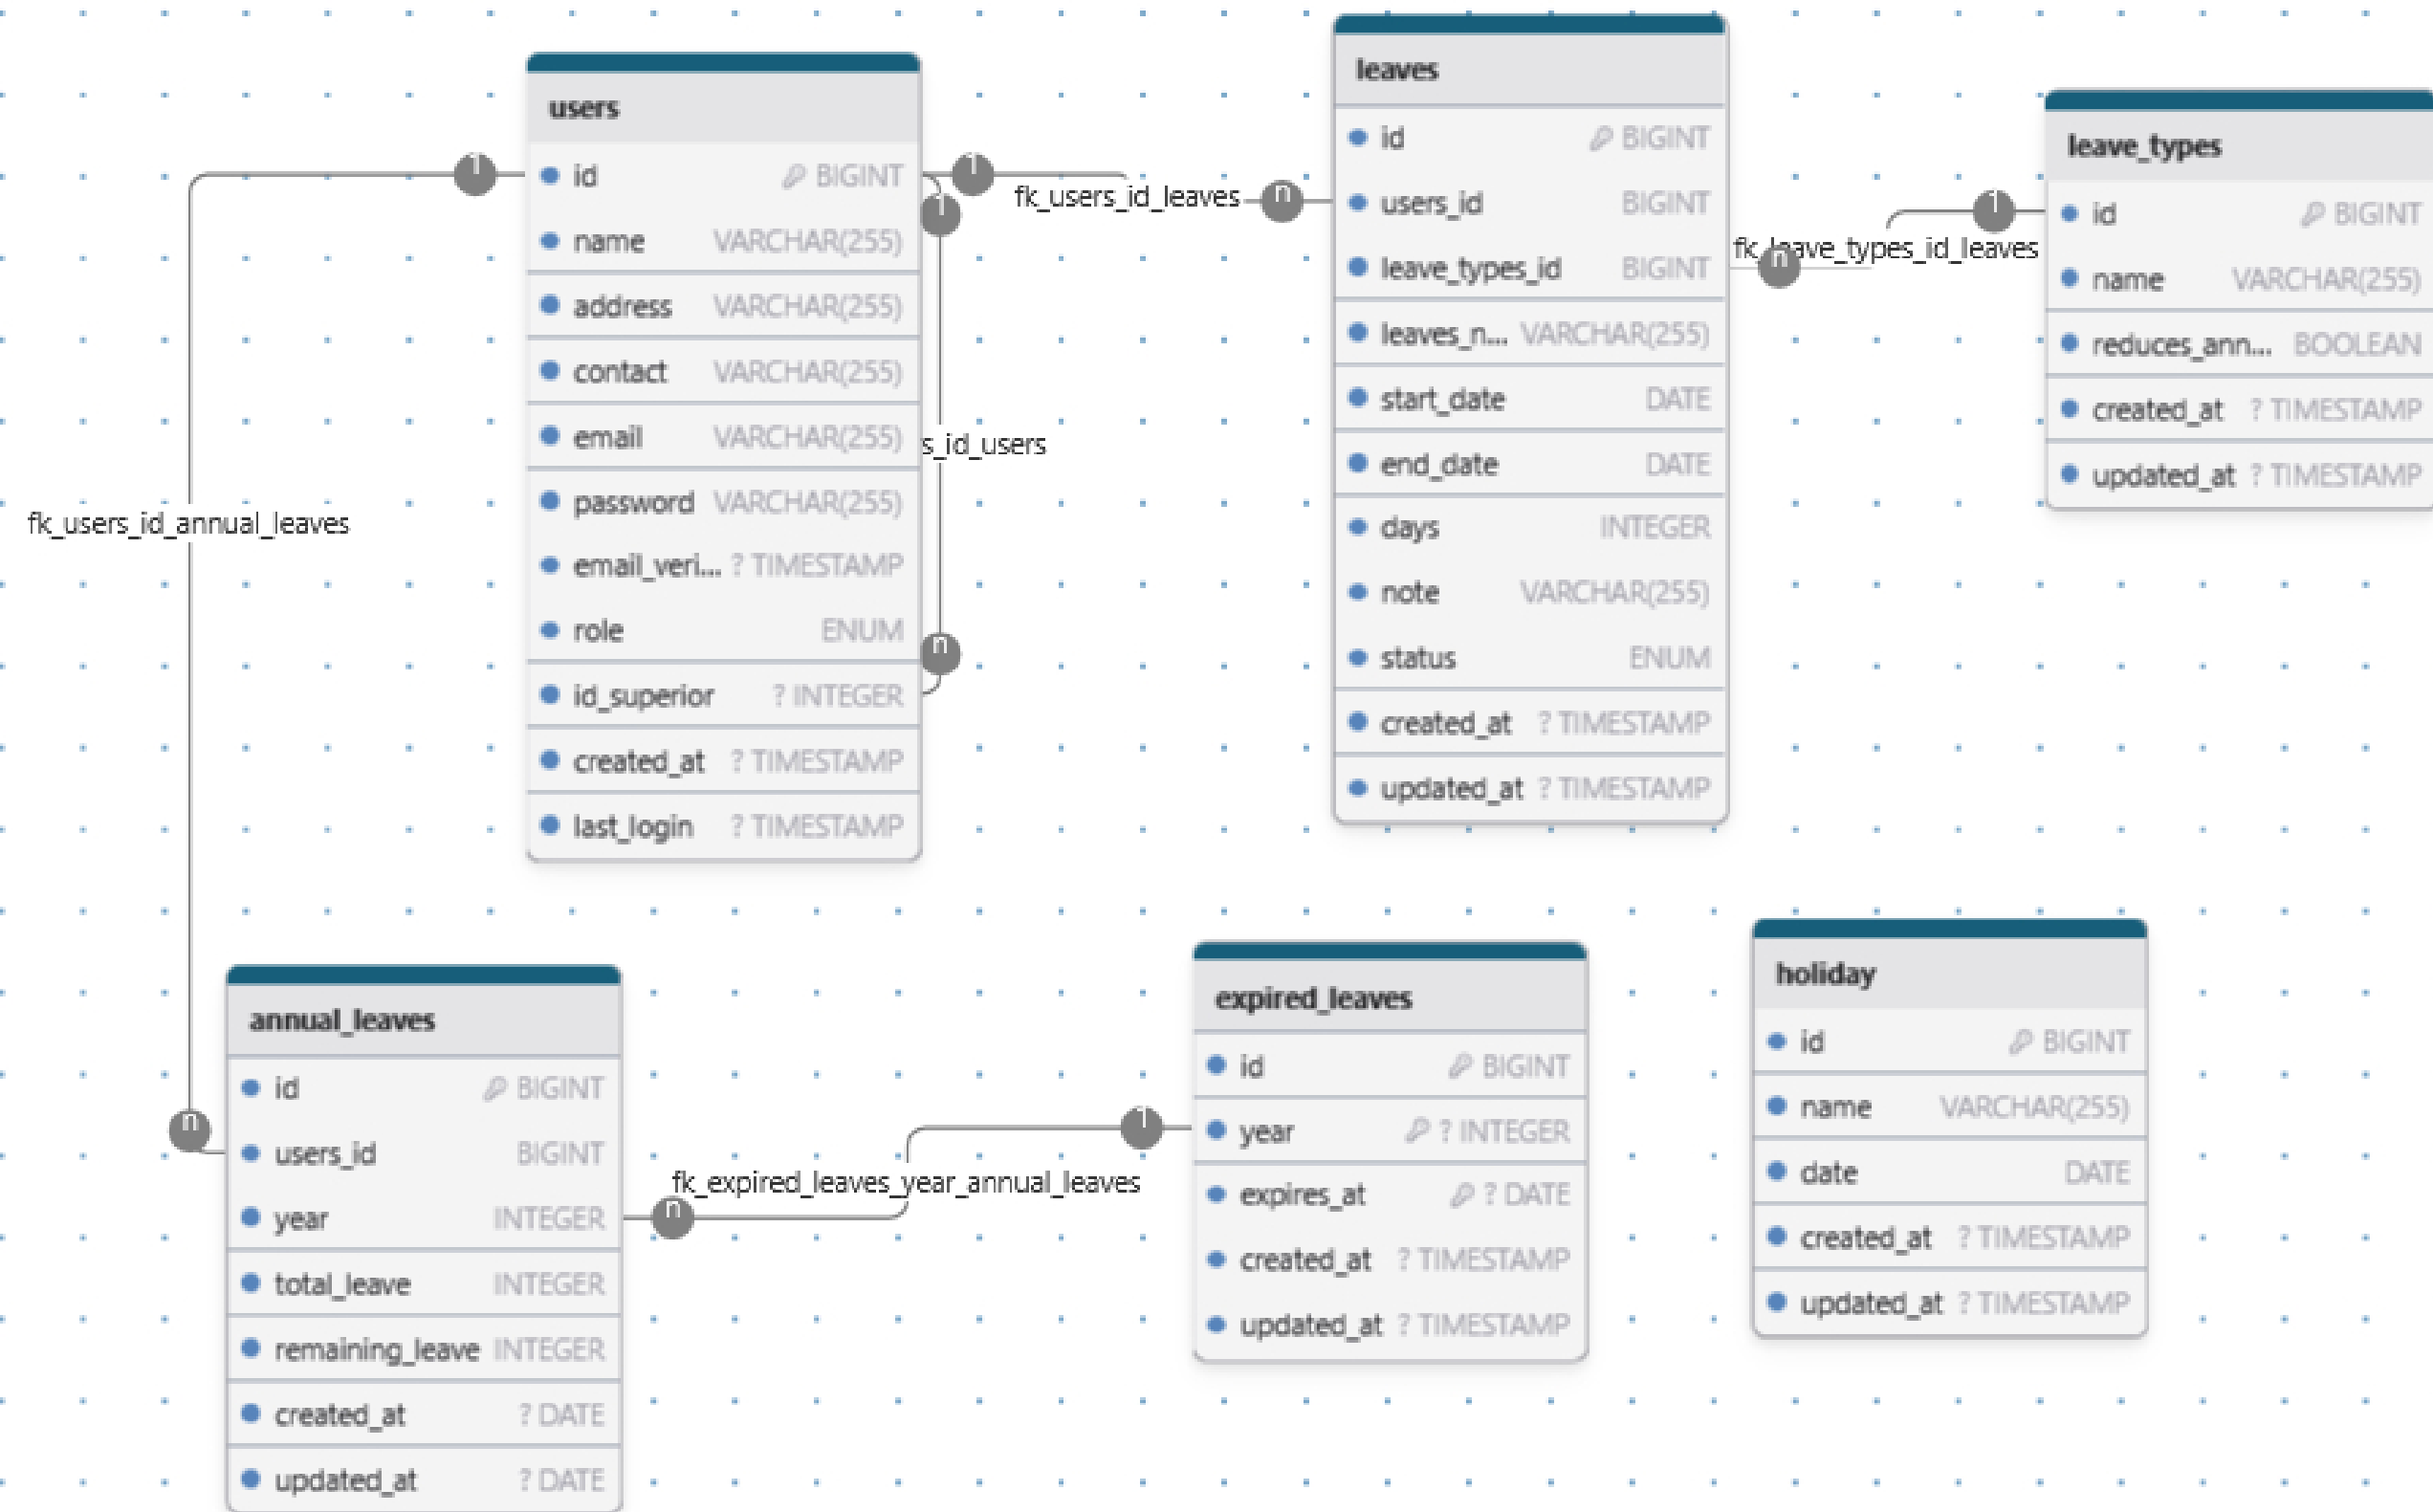 users
id BIGINT
name VARCHAR(255)
address VARCHAR(255)
contact VARCHAR(255)
email VARCHAR(255)
password VARCHAR(255)
email_veri... ? TIMESTAMP
role ENUM
id_superior ? INTEGER
created_at ? TIMESTAMP
last_login ? TIMESTAMP
1
1
1
n
s_id_users
fk_users_id_leaves
n
leaves
id BIGINT
users_id BIGINT
leave_types_id BIGINT
leaves_n... VARCHAR(255)
start_date DATE
end_date DATE
days INTEGER
note VARCHAR(255)
status ENUM
created_at ? TIMESTAMP
updated_at ? TIMESTAMP
n
fk_leave_types_id_leaves
1
leave_types
id BIGINT
name VARCHAR(255)
reduces_ann... BOOLEAN
created_at ? TIMESTAMP
updated_at ? TIMESTAMP
fk_users_id_annual_leaves
n
annual_leaves
id BIGINT
users_id BIGINT
year INTEGER
total_leave INTEGER
remaining_leave INTEGER
created_at ? DATE
updated_at ? DATE
n
fk_expired_leaves_year_annual_leaves
1
expired_leaves
id BIGINT
year ? INTEGER
expires_at ? DATE
created_at ? TIMESTAMP
updated_at ? TIMESTAMP
holiday
id BIGINT
name VARCHAR(255)
date DATE
created_at ? TIMESTAMP
updated_at ? TIMESTAMP